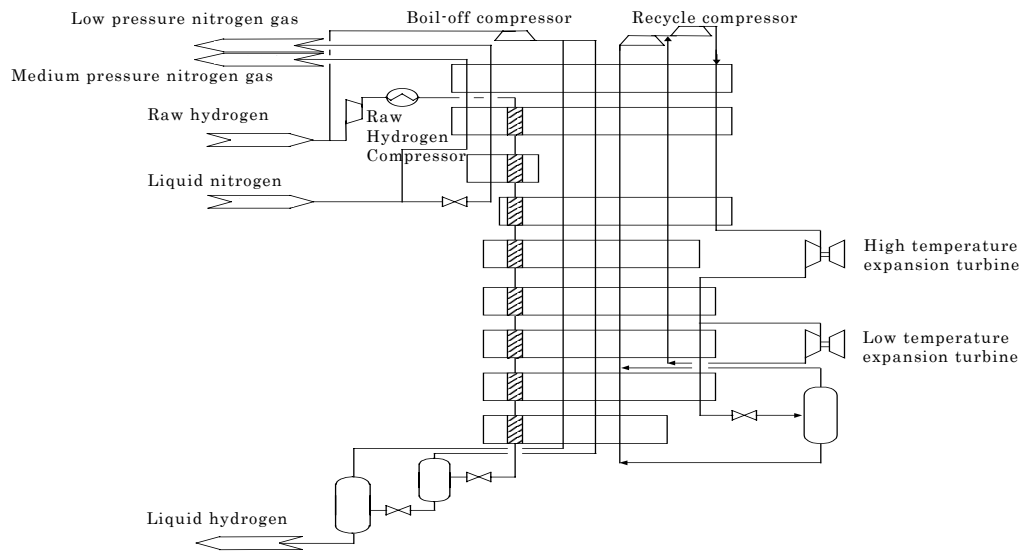 Low pressure nitrogen gas
Boil-off compressor
Recycle compressor
Medium pressure nitrogen gas
Raw hydrogen
Raw
Hydrogen
Compressor
Liquid nitrogen
High temperature
expansion turbine
Low temperature
expansion turbine
Liquid hydrogen